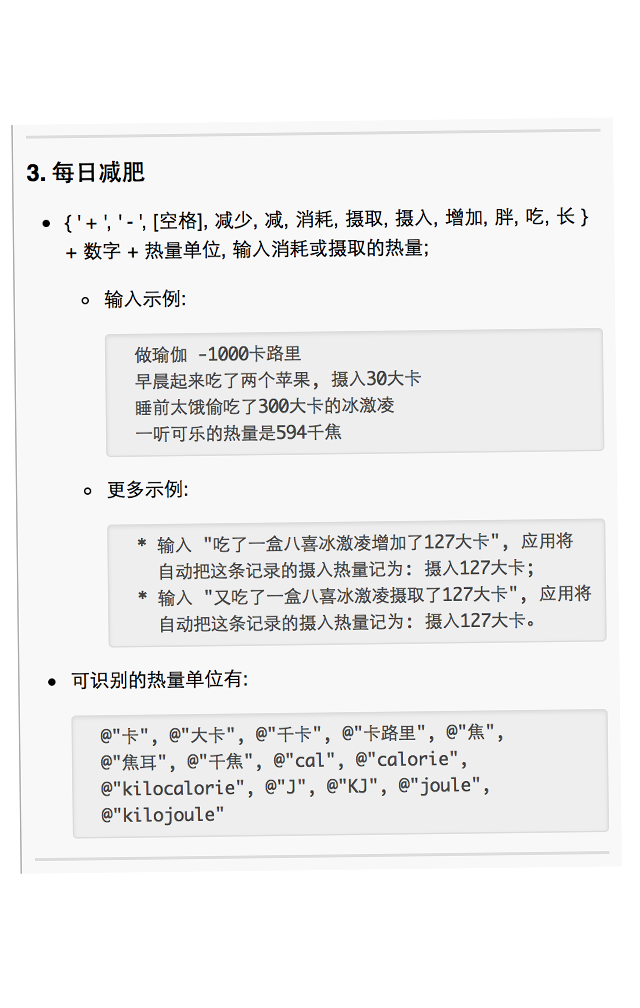 3. 每日减肥
{ ' + ', ' - ', [空格], 减少, 减, 消耗, 摄取, 摄入, 增加, 胖, 吃, 长 }
+ 数字 + 热量单位, 输入消耗或摄取的热量;
输入示例:
做瑜伽 -1000卡路里
早晨起来吃了两个苹果, 摄入30大卡
睡前太饿偷吃了300大卡的冰激凌
一听可乐的热量是594千焦
更多示例:
* 输入 "吃了一盒八喜冰激凌增加了127大卡", 应用将
自动把这条记录的摄入热量记为: 摄入127大卡;
* 输入 "又吃了一盒八喜冰激凌摄取了127大卡", 应用将
自动把这条记录的摄入热量记为: 摄入127大卡。
可识别的热量单位有:
@"卡", @"大卡", @"千卡", @"卡路里", @"焦",
@"焦耳", @"千焦", @"cal", @"calorie",
@"kilocalorie", @"J", @"KJ", @"joule",
@"kilojoule"